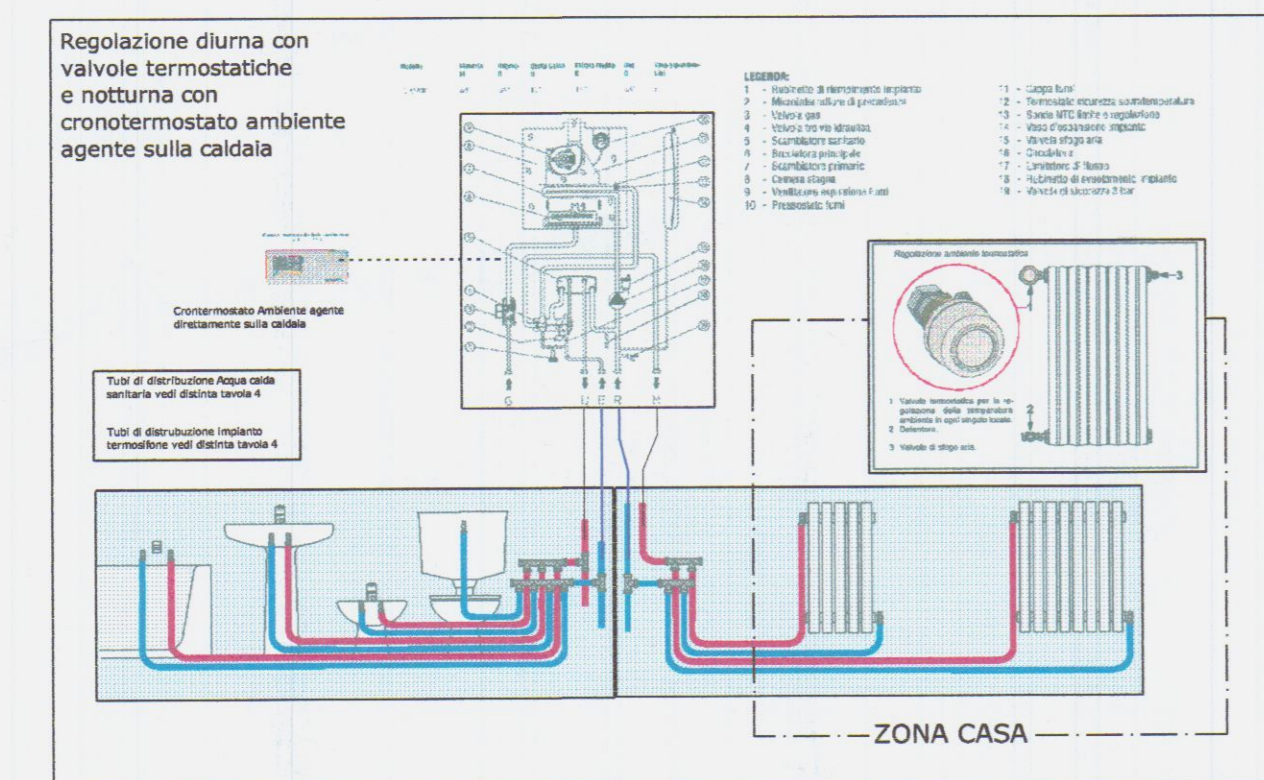 Regolazione diurna con
valvole termostatiche
e notturna con
cronotermostato ambiente
agente sulla caldaia
LEGENDA:
1 - Rubinetto di riempimento impianto
2 - di precedenza
3 - Valvola gas
4 - Valvola tre vie idraulica
5 - Scambiatore sanitario
6 - Bruciatore principale
7 - Scambiatore primario
8 - Camera stagna
9 - Ventilatore espulsione fumi
10 - Pressostato fumi
11 - Cappa fumi
12 - Termostato sicurezza sovratemperatura
13 - Sonda NTC limite e regolazione
14 - Vaso d'espansione impianto
15 - Valvola sfogo aria
16 - Circolatore
17 - Limitatore di flusso
18 - Rubinetto di svuotamento impianto
19 - Valvola di sicurezza 3 bar
Crontermostato Ambiente agente
direttamente sulla caldaia
Tubi di distribuzione Acqua calda
sanitaria vedi distinta tavola 4
Tubi di distrubuzione impianto
termosifone vedi distinta tavola 4
G U E R M
Regolazione ambiente termostatica
1
3
2
1 Valvola termostatica per la re-
golazione della temperatura
ambiente in ogni singolo locale.
2 Detentore.
3 Valvola di sfogo aria.
ZONA CASA